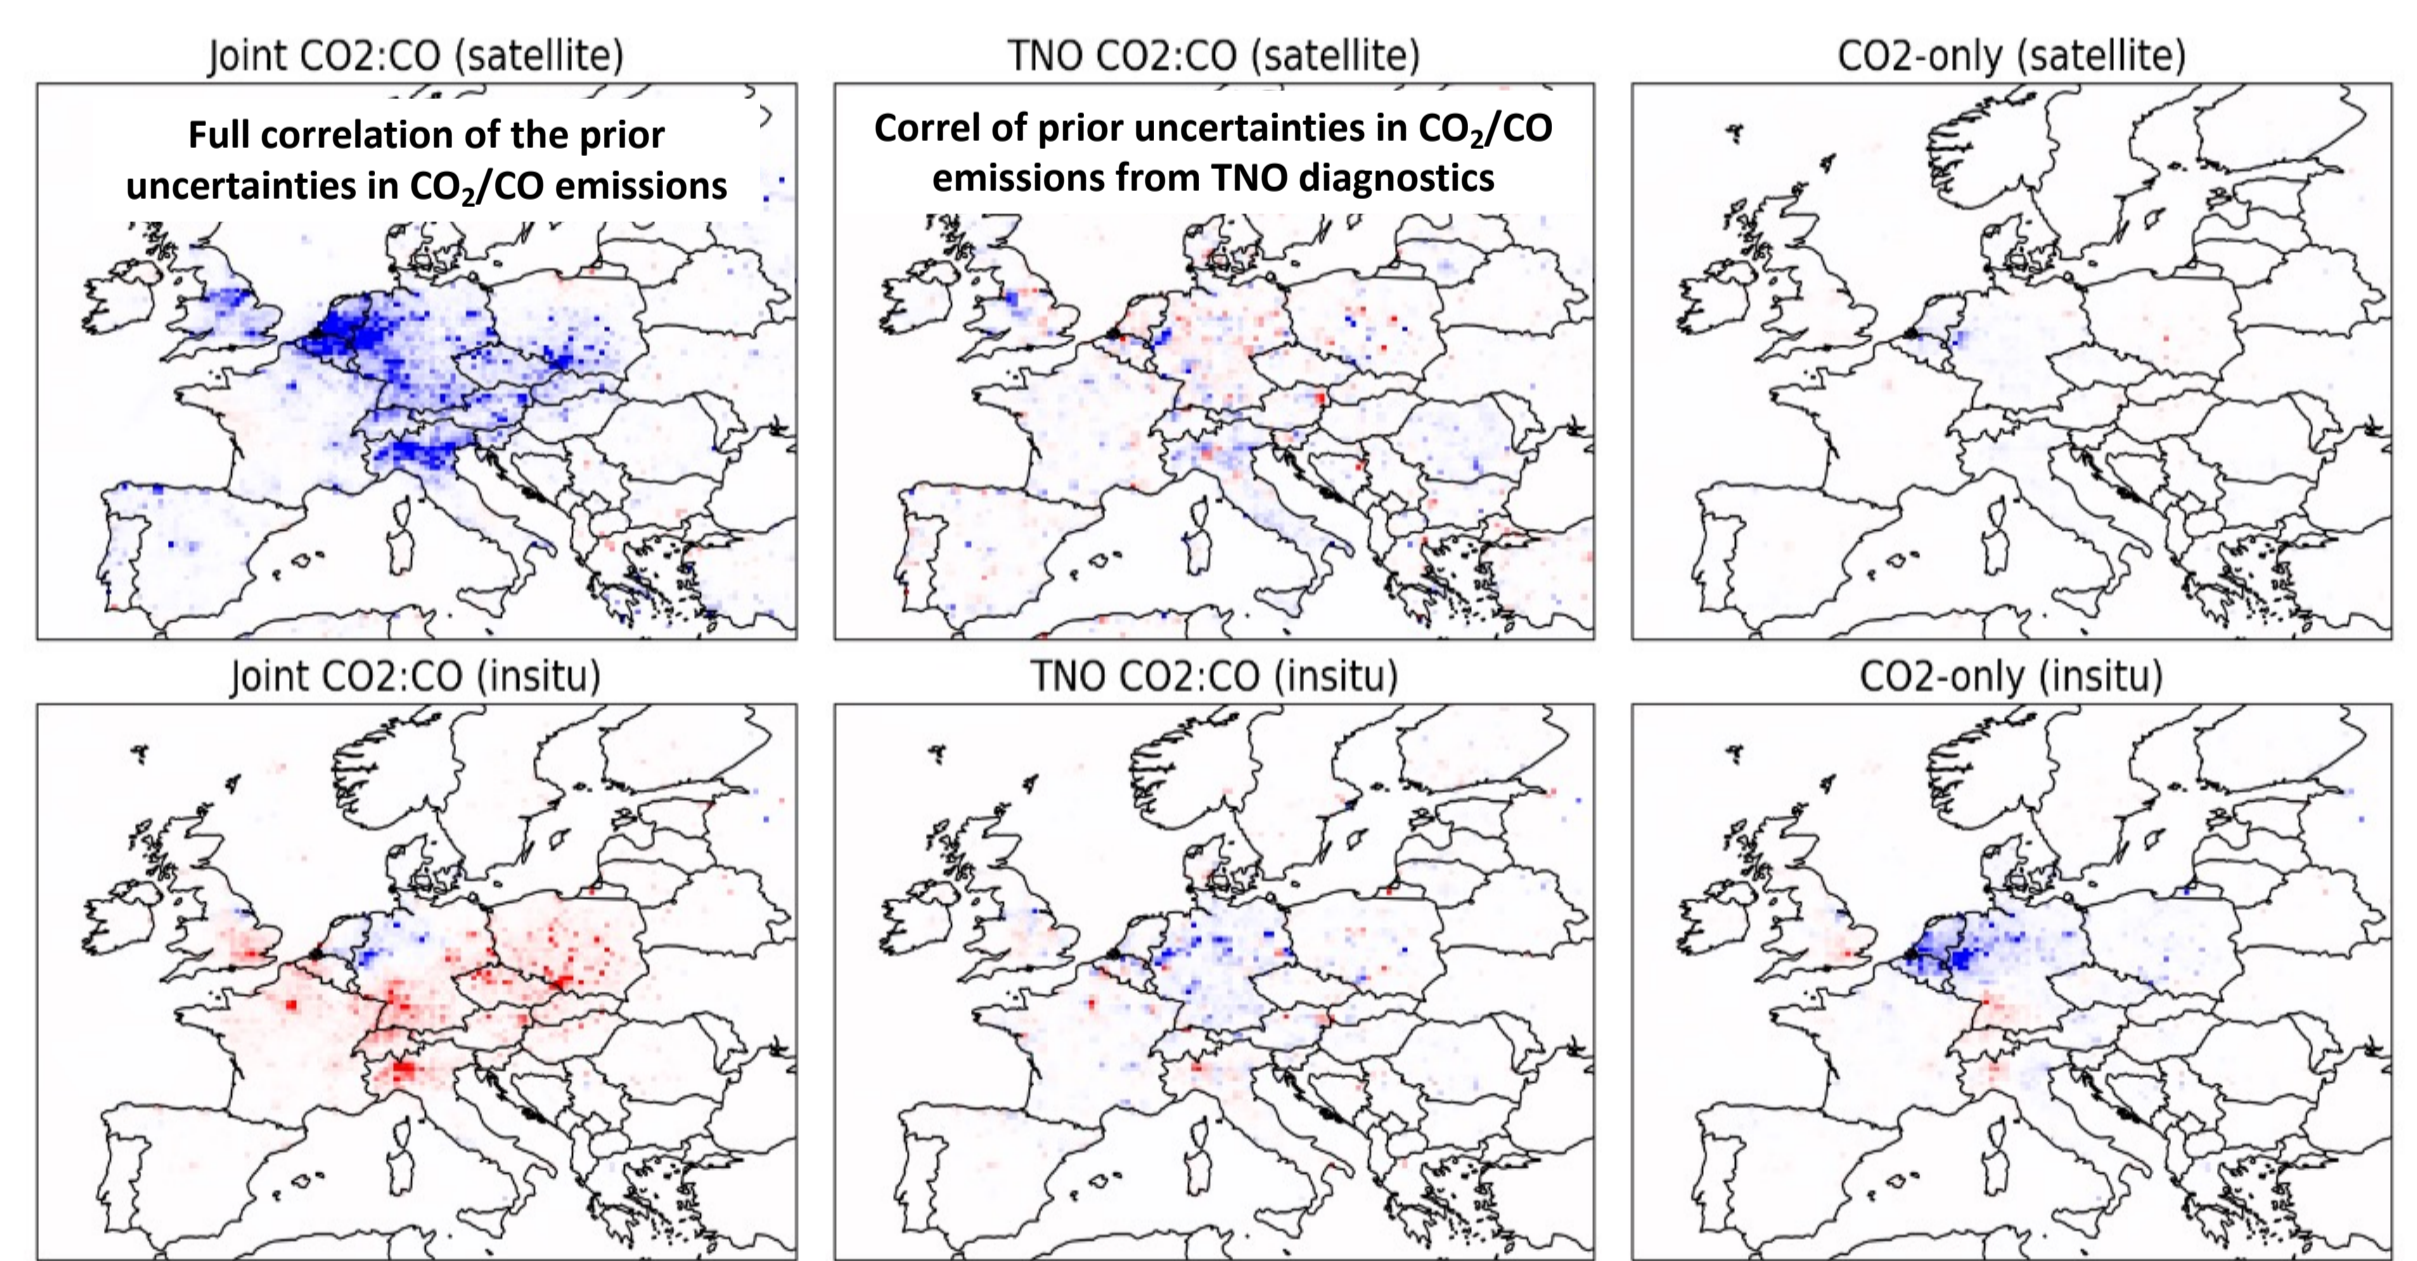 Joint CO2:CO (satellite)
TNO CO2:CO (satellite)
CO2-only (satellite)
Full correlation of the prior
uncertainties in CO₂/CO emissions
Correl of prior uncertainties in CO₂/CO
emissions from TNO diagnostics
Joint CO2:CO (insitu)
TNO CO2:CO (insitu)
CO2-only (insitu)